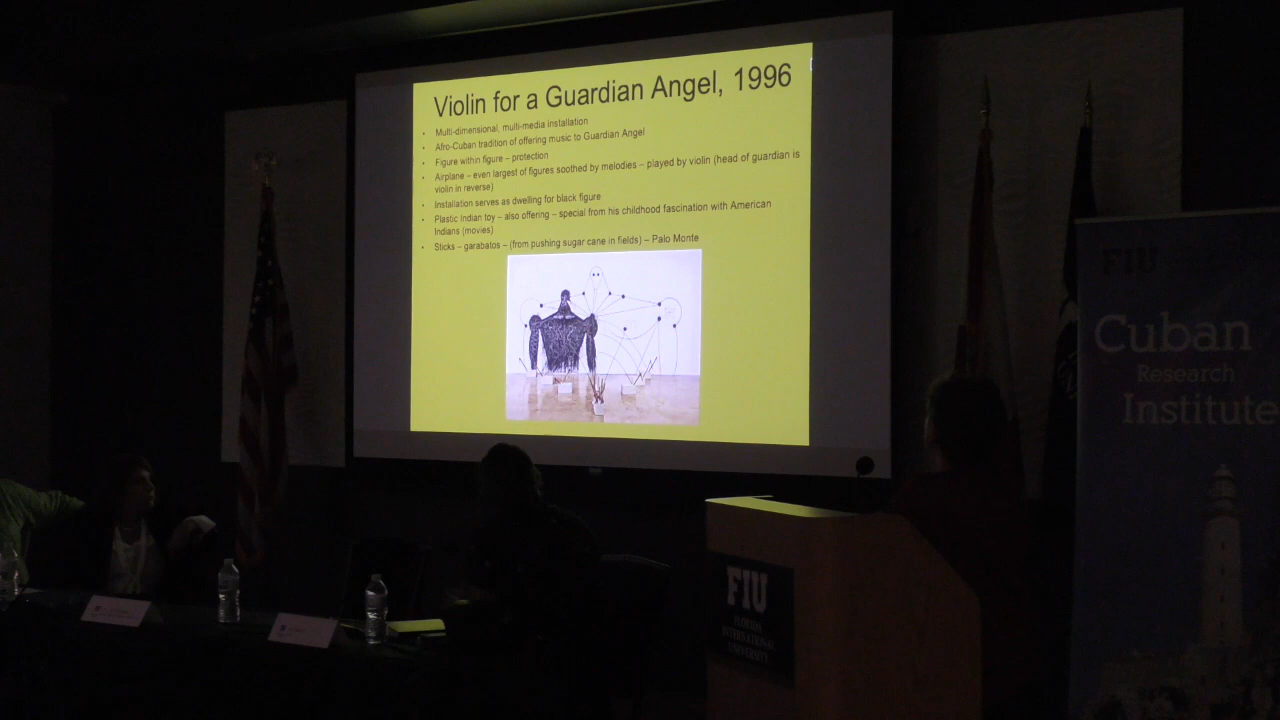 Violin for a Guardian Angel, 1996
• Multi-dimensional, multi-media installation
• Afro-Cuban tradition of offering music to Guardian Angel
• Figure within figure – protection
• Airplane – even largest of figures soothed by melodies – played by violin (head of guardian is
violin in reverse)
• Installation serves as dwelling for black figure
• Plastic Indian toy – also offering – special from his childhood fascination with American
Indians (movies)
• Sticks – garabatos – (from pushing sugar cane in fields) – Palo Monte
FIU
Cuban
Research
Institute
FIU
FLORIDA
INTERNATIONAL
UNIVERSITY